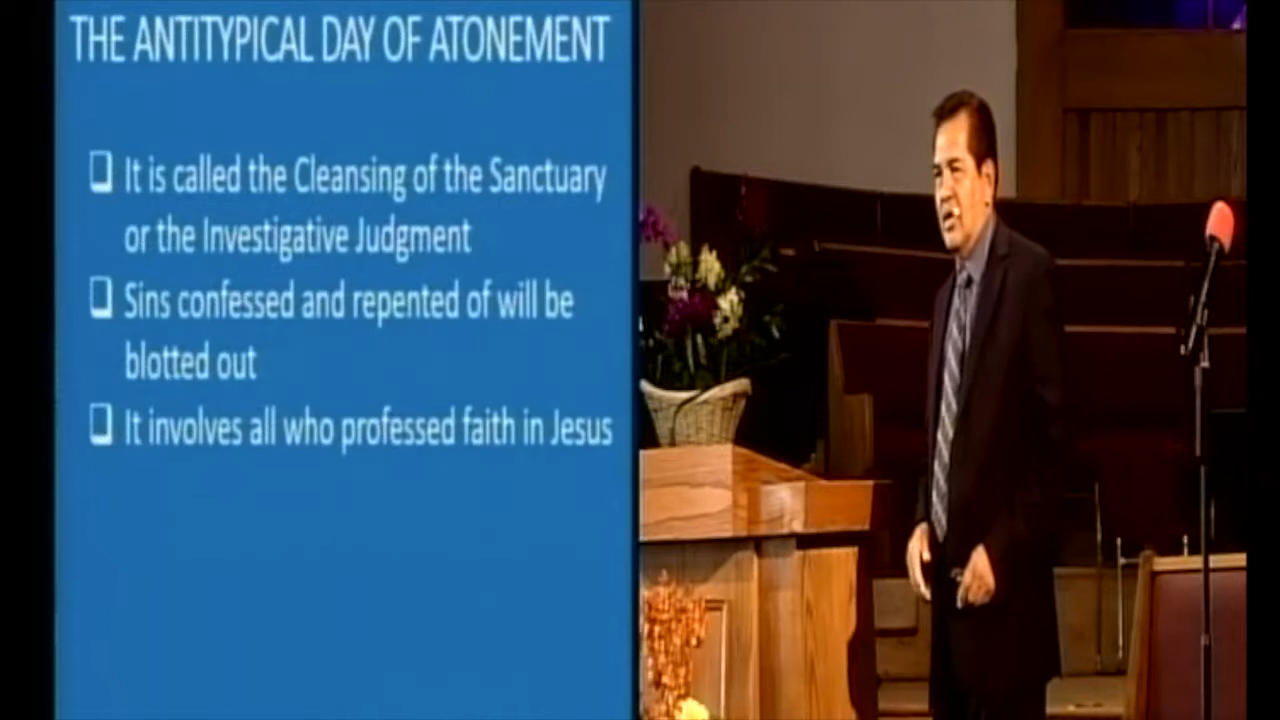 THE ANTITYPICAL DAY OF ATONEMENT
It is called the Cleansing of the Sanctuary
or the Investigative Judgment
Sins confessed and repented of will be
blotted out
It involves all who professed faith in Jesus